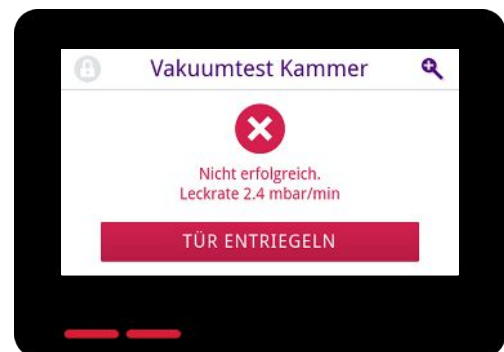 Vakuumtest Kammer
Nicht erfolgreich.
Leckrate 2.4 mbar/min
TÜR ENTRIEGELN